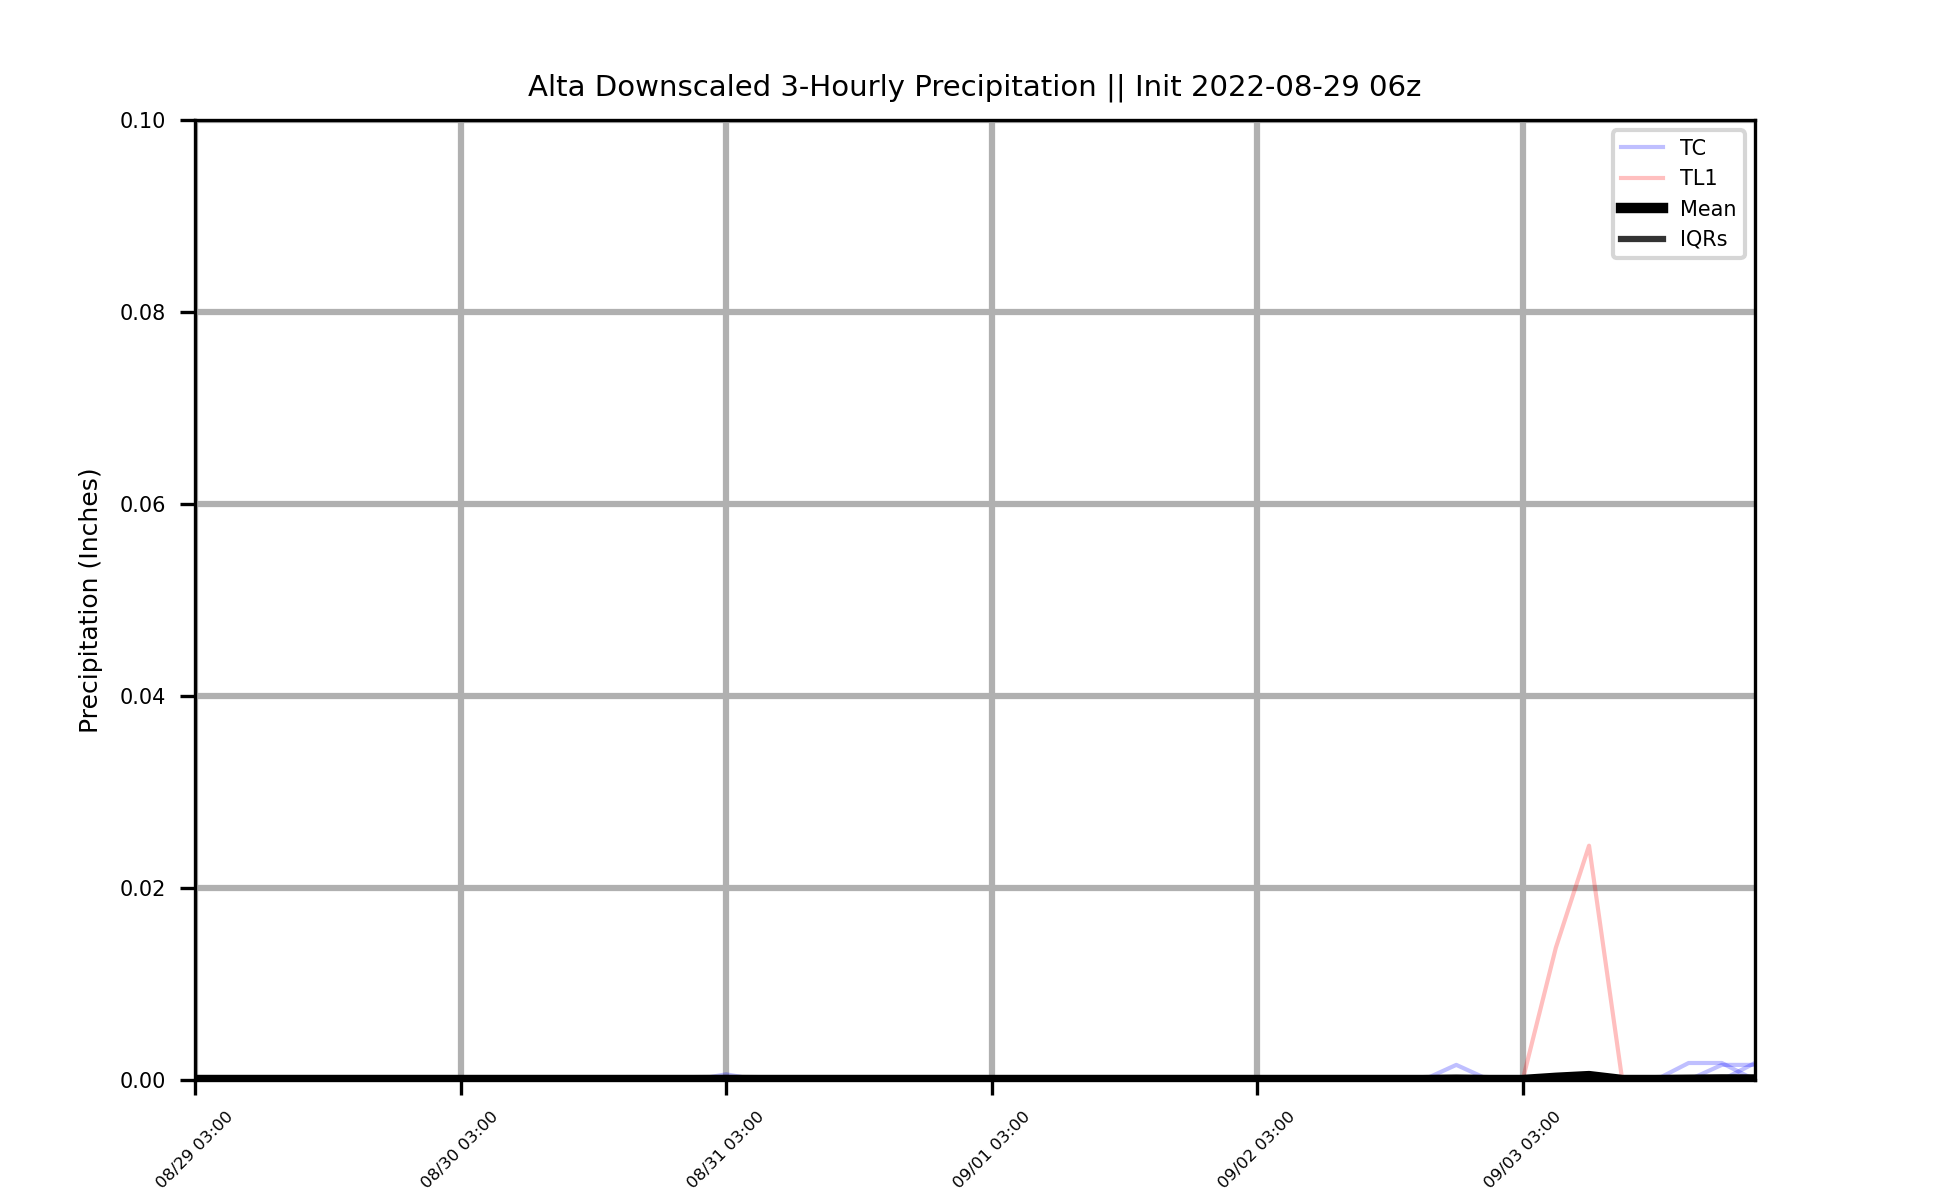 Alta Downscaled 3-Hourly Precipitation || Init 2022-08-29 06z
TC
TL1
Mean
IQRs
Precipitation (Inches)
0.10
0.08
0.06
0.04
0.02
0.00
08/29 03:00
08/30 03:00
08/31 03:00
09/01 03:00
09/02 03:00
09/03 03:00